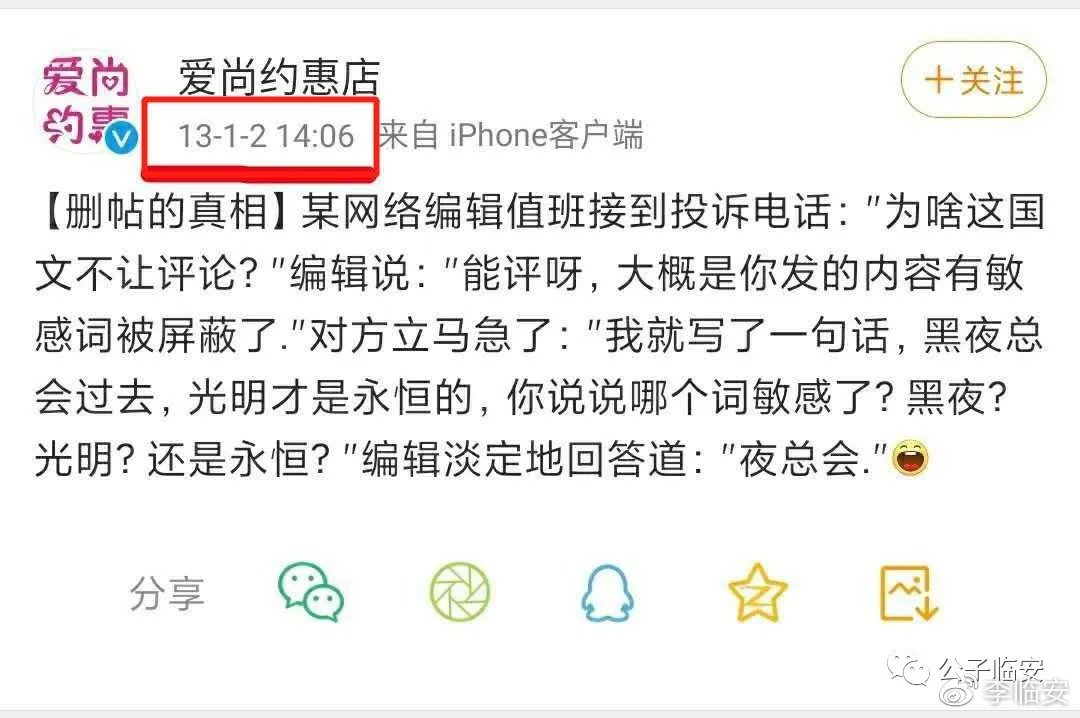 爱尚
约惠
爱尚约惠店
+关注
13-1-2 14:06 来自 iPhone客户端
【删帖的真相】某网络编辑值班接到投诉电话："为啥这国
文不让评论？"编辑说："能评呀，大概是你发的内容有敏
感词被屏蔽了."对方立马急了："我就写了一句话，黑夜总
会过去，光明才是永恒的，你说说哪个词敏感了？黑夜？
光明？还是永恒？"编辑淡定地回答道："夜总会."
分享
公子临安
李临安